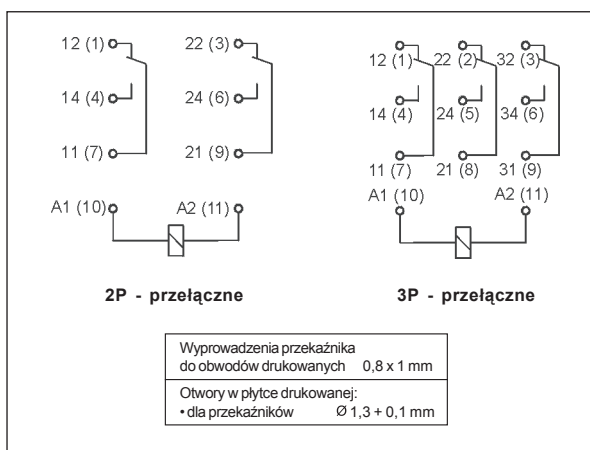 12 (1)
22 (3)
14 (4)
24 (6)
11 (7)
21 (9)
A1 (10)
A2 (11)
2P - przełączne
12 (1)
22 (2)
32 (3)
14 (4)
24 (5)
34 (6)
11 (7)
21 (8)
31 (9)
A1 (10)
A2 (11)
3P - przełączne
Wyprowadzenia przekaźnika
do obwodów drukowanych 0,8 x 1 mm
Otwory w płytce drukowanej:
• dla przekaźników Ø 1,3 + 0,1 mm